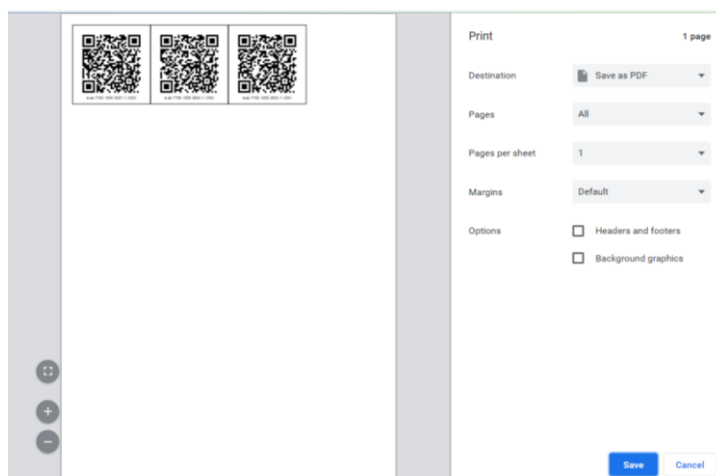 Print 1 page
Destination Save as PDF
Pages All
Pages per sheet 1
Margins Default
Options Headers and footers
Background graphics
Save Cancel